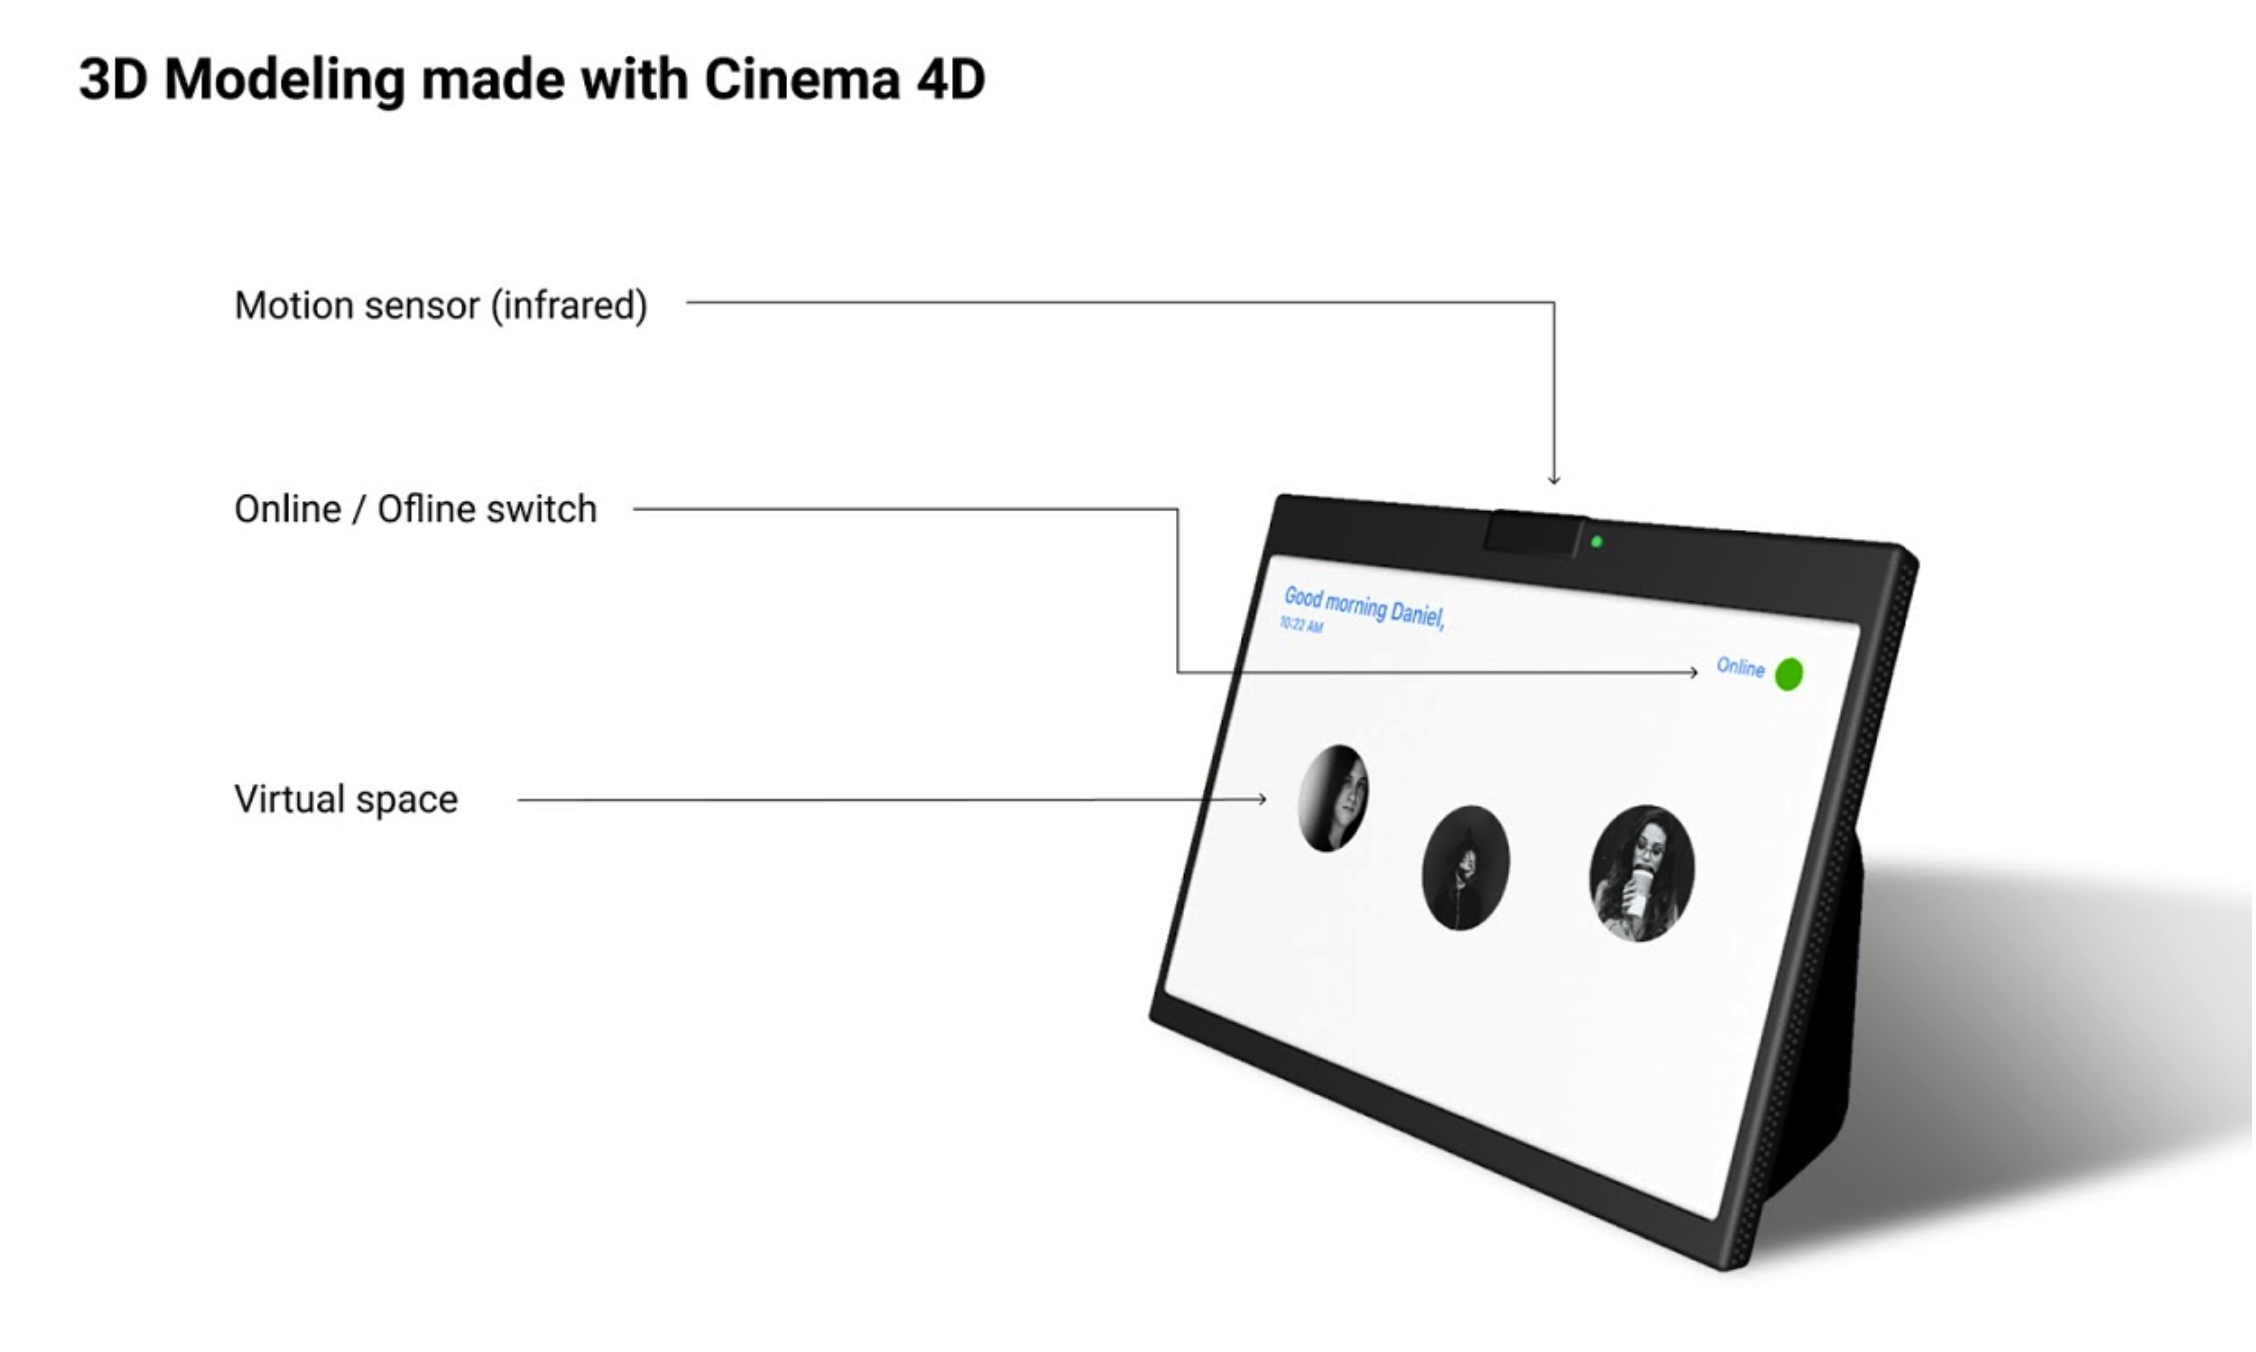 3D Modeling made with Cinema 4D
Motion sensor (infrared)
Online / Ofline switch
Virtual space
Good morning Daniel,
10:22 AM
Online